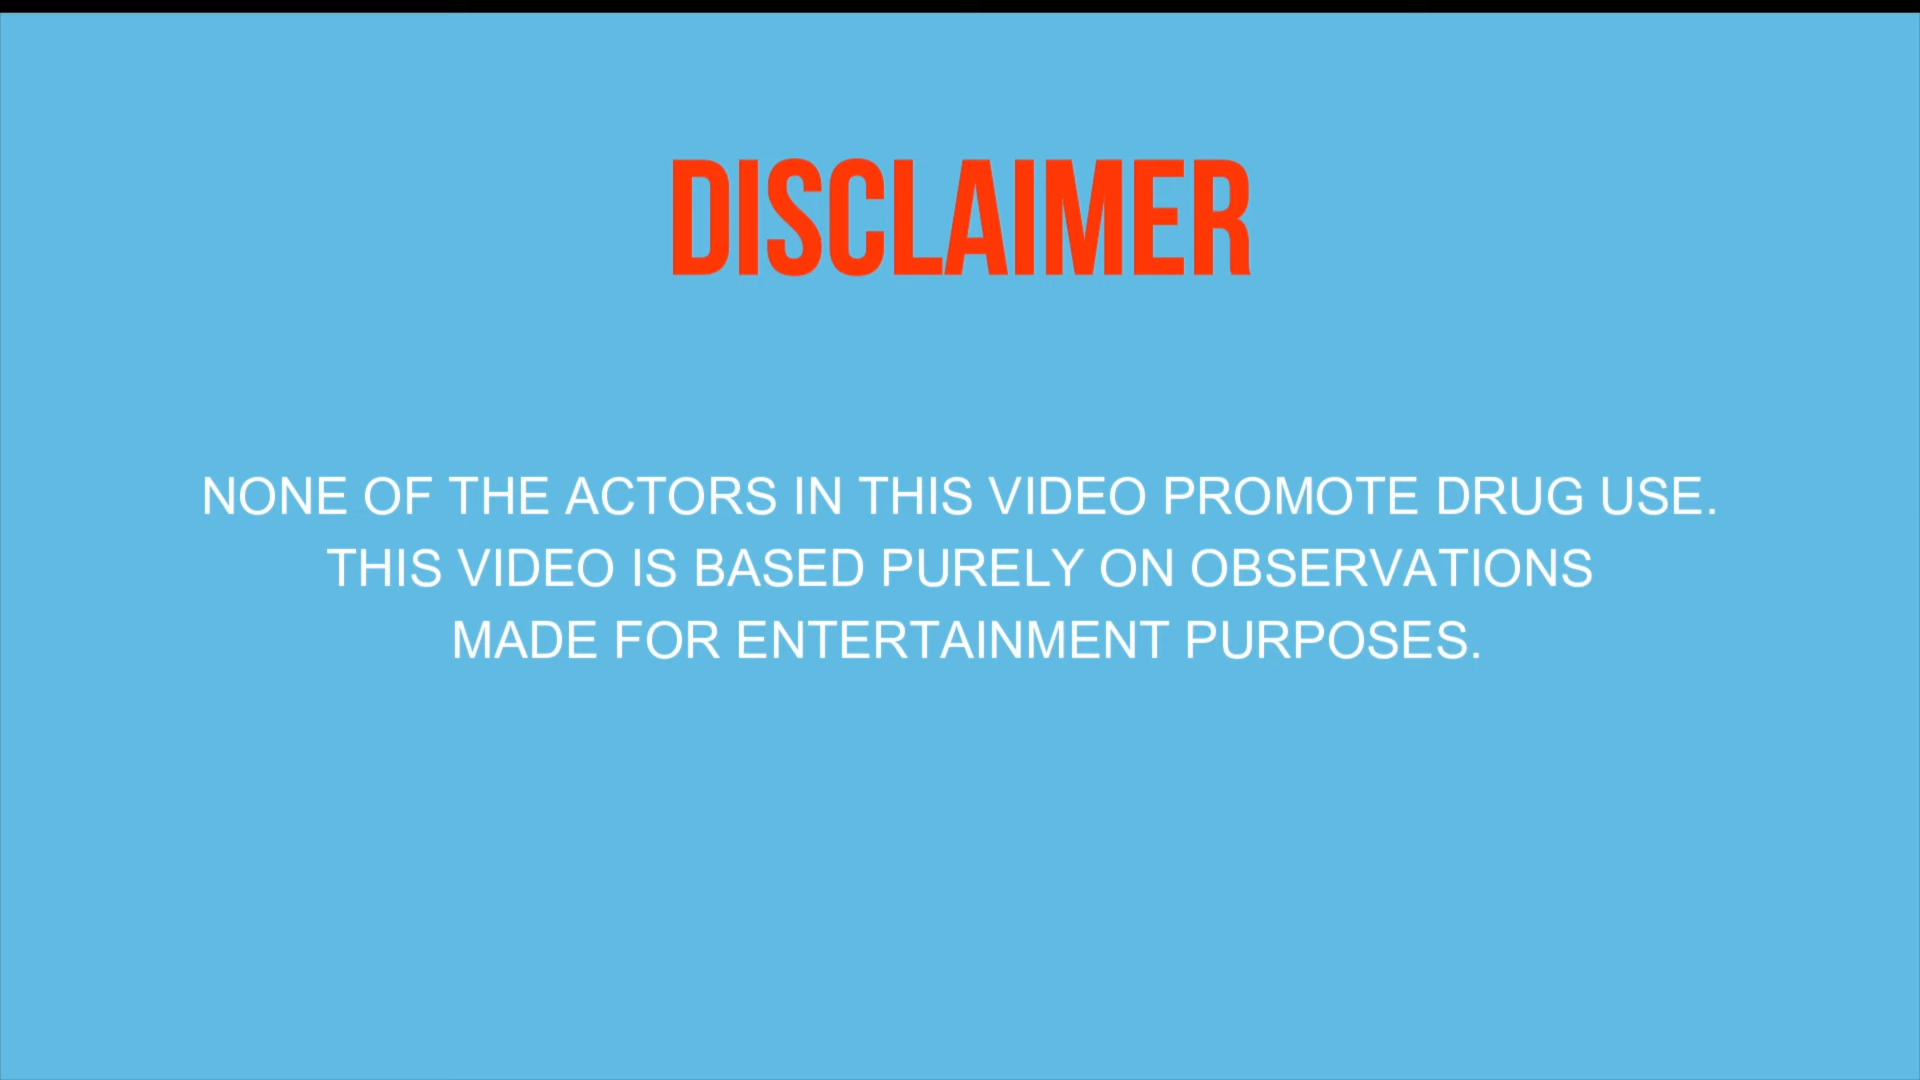 DISCLAIMER
NONE OF THE ACTORS IN THIS VIDEO PROMOTE DRUG USE.
THIS VIDEO IS BASED PURELY ON OBSERVATIONS
MADE FOR ENTERTAINMENT PURPOSES.